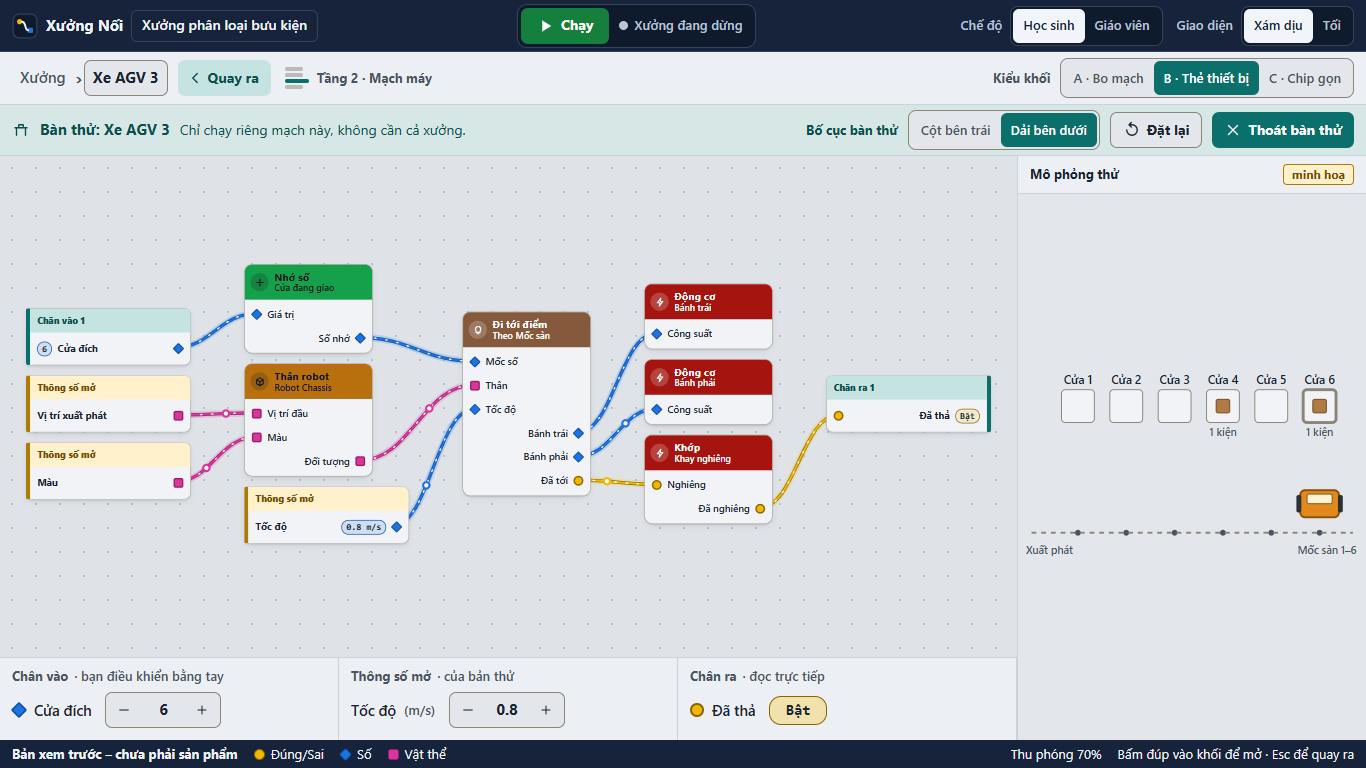 Xưởng Nối
Xưởng phân loại bưu kiện
Chạy
Xưởng đang dừng
Chế độ
Học sinh
Giáo viên
Giao diện
Xám dịu
Tối
Xưởng › Xe AGV 3
Quay ra
Tầng 2 · Mạch máy
Kiểu khối
A · Bo mạch
B · Thẻ thiết bị
C · Chip gọn
Bàn thử: Xe AGV 3
Chỉ chạy riêng mạch này, không cần cả xưởng.
Bố cục bàn thử
Cột bên trái
Dải bên dưới
Đặt lại
Thoát bàn thử
Chân vào 1
6 Cửa đích
Thông số mở
Vị trí xuất phát
Thông số mở
Màu
Nhớ số
Cửa đang giao
Giá trị
Số nhớ
Thân robot
Robot Chassis
Vị trí đầu
Màu
Đối tượng
Thông số mở
Tốc độ 0.8 m/s
Đi tới điểm
Theo Mốc sàn
Mốc số
Thân
Tốc độ
Bánh trái
Bánh phải
Đã tới
Động cơ
Bánh trái
Công suất
Động cơ
Bánh phải
Công suất
Khớp
Khay nghiêng
Nghiêng
Đã nghiêng
Chân ra 1
Đã thả Bật
Mô phỏng thử
minh hoạ
Cửa 1 Cửa 2 Cửa 3 Cửa 4 Cửa 5 Cửa 6
1 kiện 1 kiện
Xuất phát
Mốc sàn 1–6
Chân vào · bạn điều khiển bằng tay
Cửa đích − 6 +
Thông số mở · của bản thử
Tốc độ (m/s) − 0.8 +
Chân ra · đọc trực tiếp
Đã thả Bật
Bản xem trước – chưa phải sản phẩm
Đúng/Sai
Số
Vật thể
Thu phóng 70%
Bấm đúp vào khối để mở · Esc để quay ra